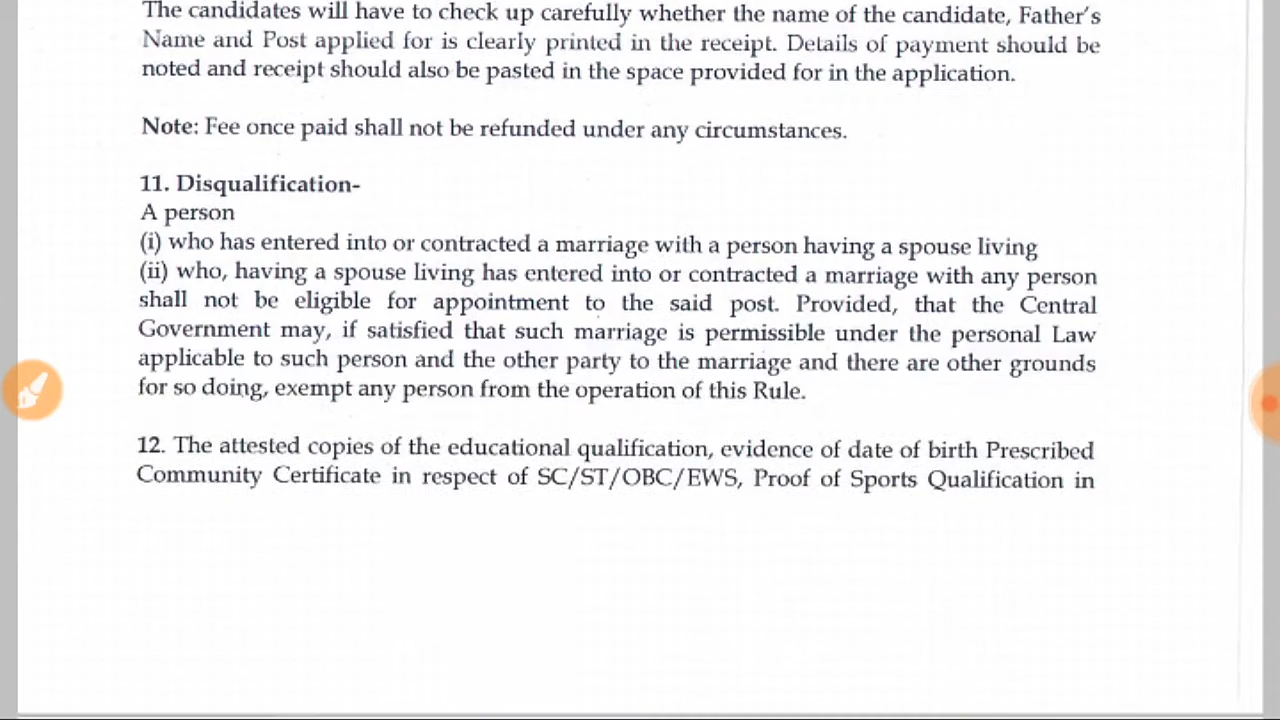 The candidates will have to check up carefully whether the name of the candidate, Father's
Name and Post applied for is clearly printed in the receipt. Details of payment should be
noted and receipt should also be pasted in the space provided for in the application.
Note: Fee once paid shall not be refunded under any circumstances.
11. Disqualification-
A person
(i) who has entered into or contracted a marriage with a person having a spouse living
(ii) who, having a spouse living has entered into or contracted a marriage with any person
shall not be eligible for appointment to the said post. Provided, that the Central
Government may, if satisfied that such marriage is permissible under the personal Law
applicable to such person and the other party to the marriage and there are other grounds
for so doing, exempt any person from the operation of this Rule.
12. The attested copies of the educational qualification, evidence of date of birth Prescribed
Community Certificate in respect of SC/ST/OBC/EWS, Proof of Sports Qualification in